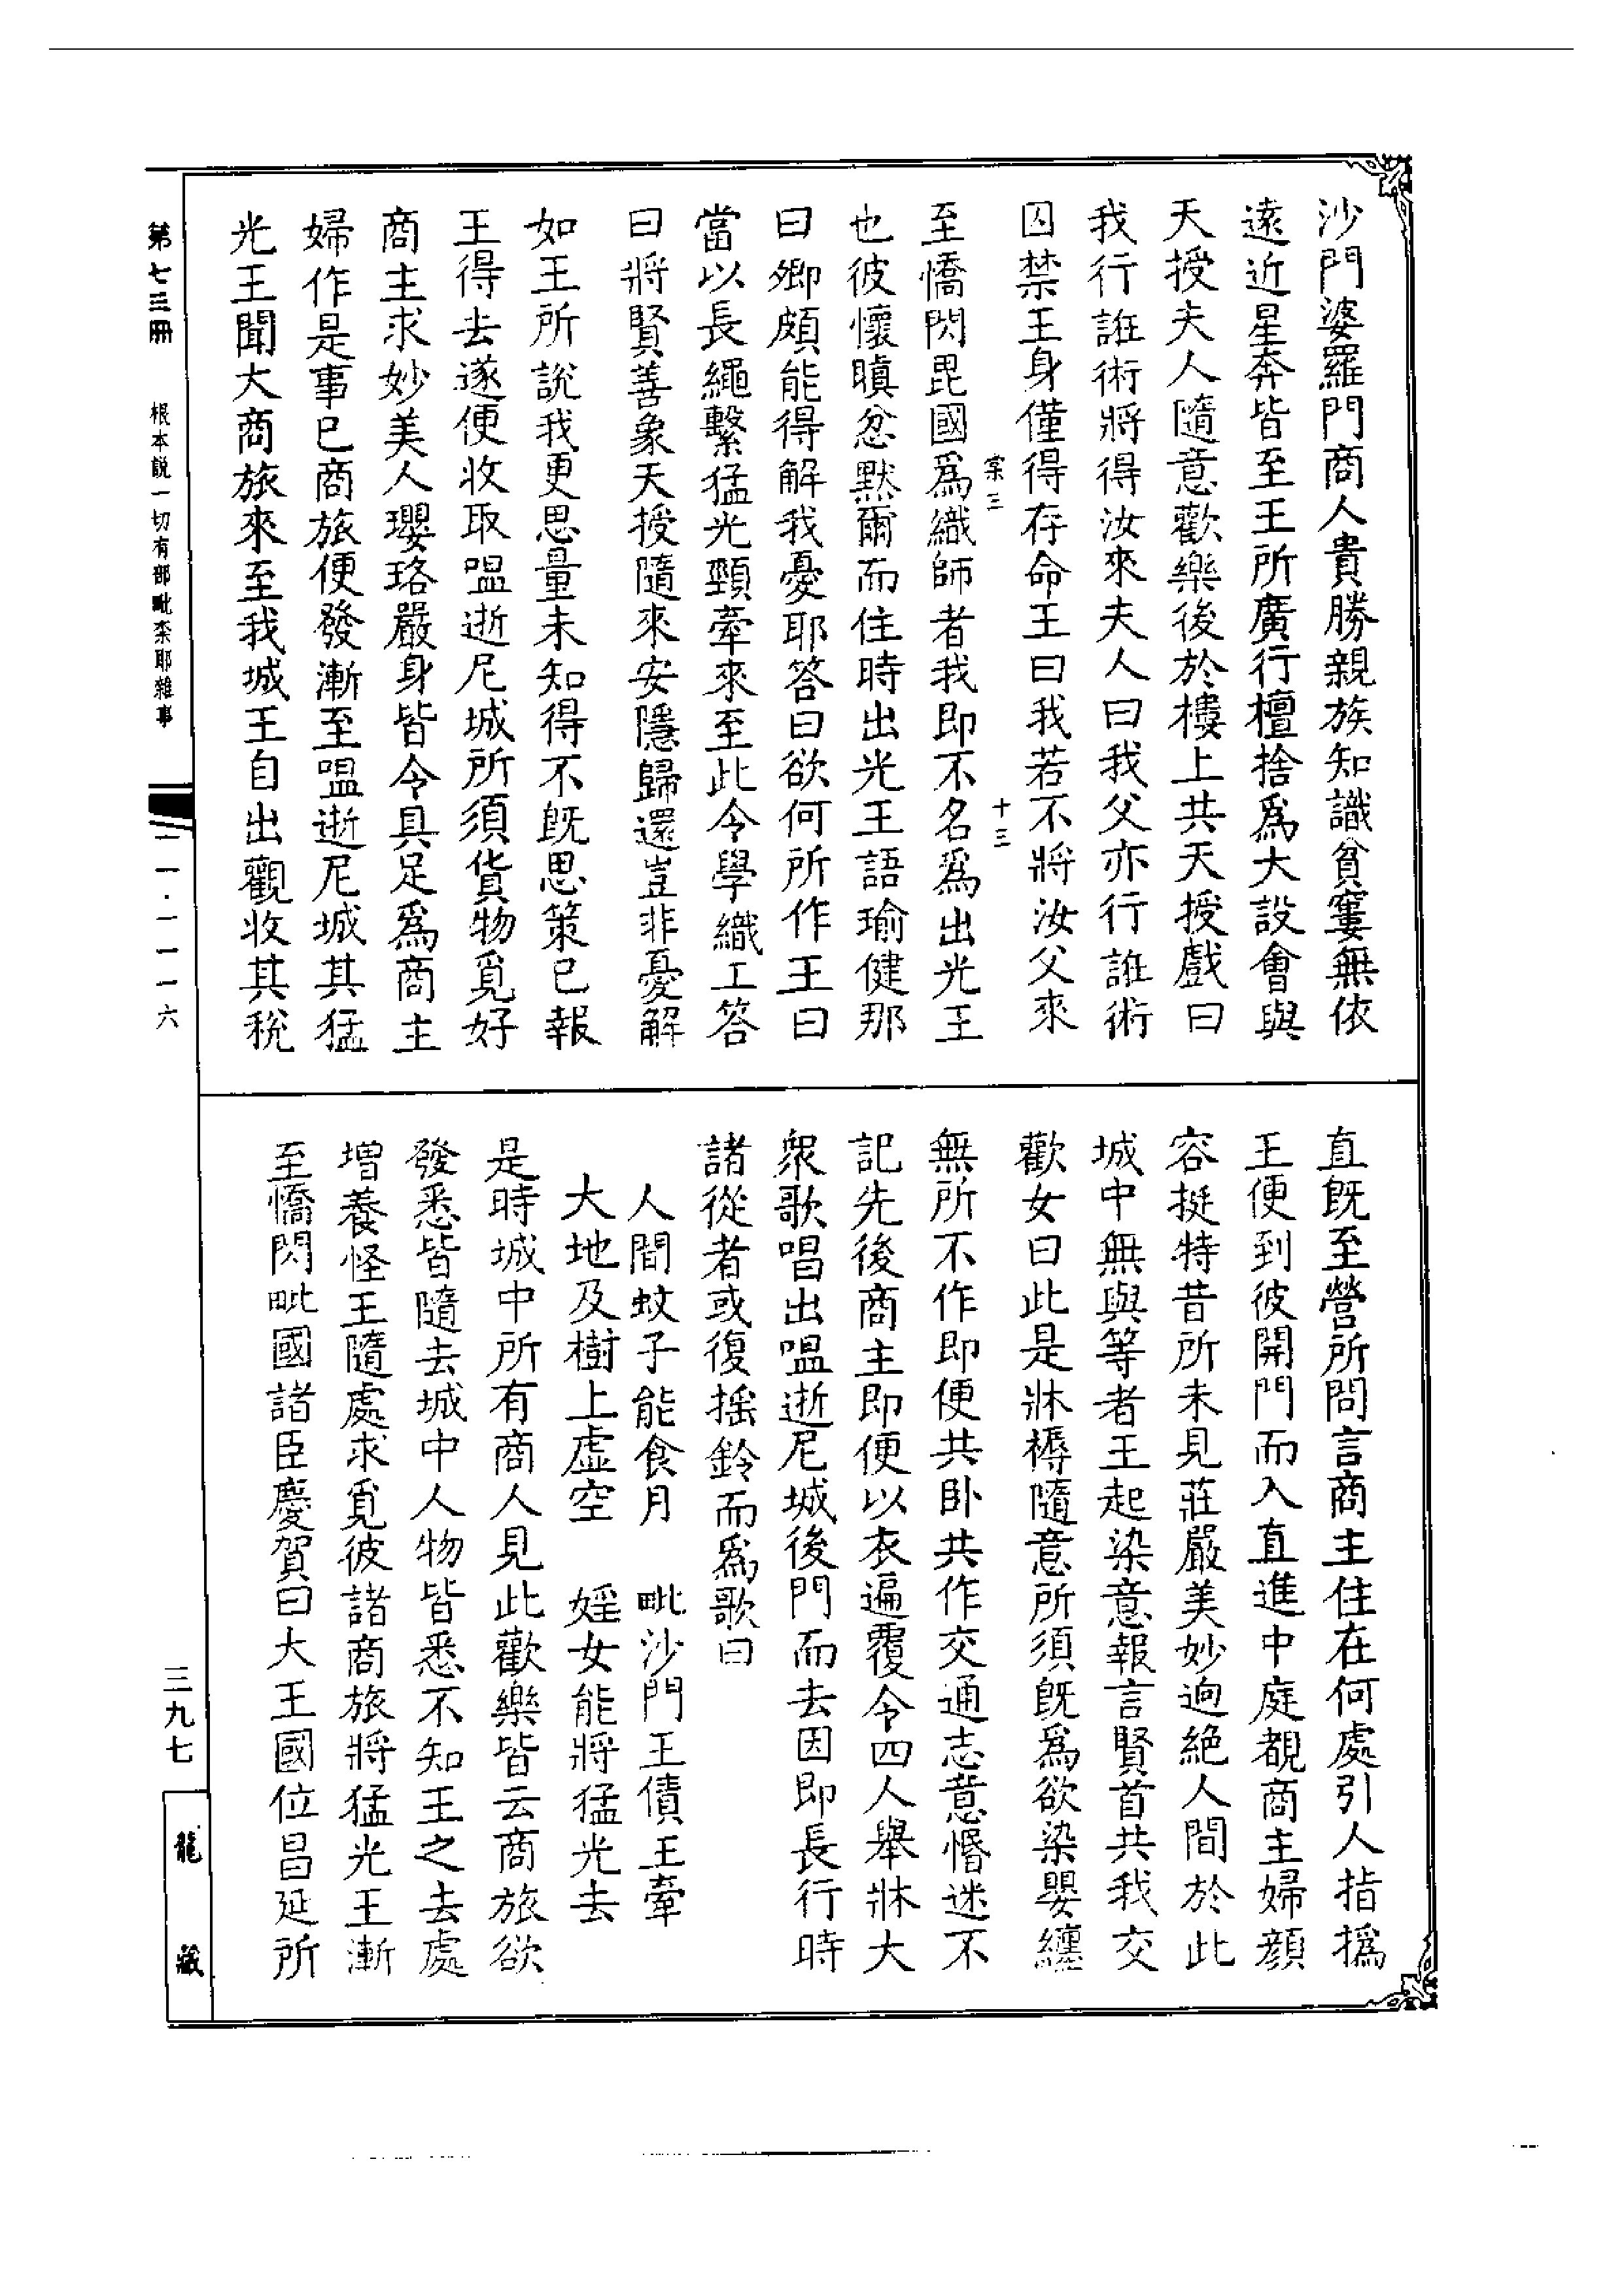 沙門婆羅門商人貴勝親族知識貧窶無依
遠近星奔皆至王所廣行檀捨爲大設會與
天授夫人隨意歡樂後於樓上共天授戲曰
我行誑術將得汝來夫人曰我父亦行誑術
囚禁王身僅得存命王曰我若不將汝父來
十三
至憍閃毘國爲織師者我即不名爲出光王
也彼懷瞋忿默爾而住時出光王語瑜健那
曰卿頗能得解我憂耶答曰欲何所作王曰
當以長繩繫猛光頸牽來至此令學織工答
曰將賢善象天授隨來安隱歸還豈非憂解
如王所說我更思量未知得不既思策已報
王得去遂便收取嗢逝尼城所須貨物覓好
商主求妙美人瓔珞嚴身皆令具足爲商主
婦作是事已商旅便發漸至嗢逝尼城其猛
光王聞大商旅來至我城王自出觀收其稅
直既至營所問言商主住在何處引人指撝
王便到彼開門而入直進中庭覩商主婦顔
容挺特昔所未見莊嚴美妙逈絕人間於此
城中無與等者王起染意報言賢首共我交
歡女曰此是牀褥隨意所須既爲欲染嬰纏
無所不作即便共卧共作交通志意惛迷不
記先後商主即便以衣遍覆令四人舉牀大
衆歌唱出嗢逝尼城後門而去因即長行時
諸從者或復搖鈴而爲歌曰
人間蚊子能食月　毗沙門王債王牽
大地及樹上虛空　婬女能將猛光去
是時城中所有商人見此歡樂皆云商旅欲
發悉皆隨去城中人物皆悉不知王之去處
增養怪王隨處求覓彼諸商旅將猛光王漸
至憍閃毗國諸臣慶賀曰大王國位昌延所
第七三冊　根本說一切有部毗柰耶雜事
一一·一一一六
三九七
龍藏